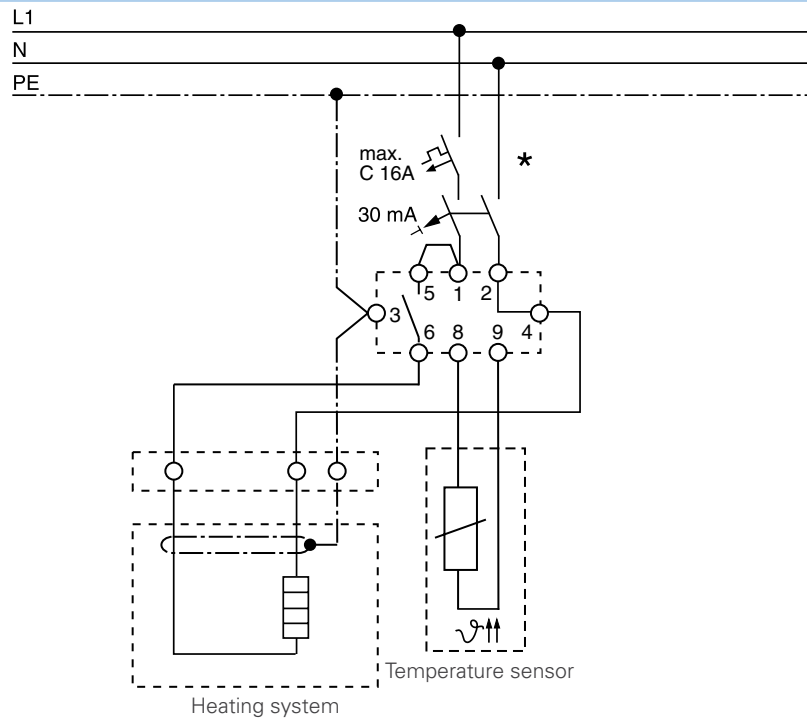 L1
N
PE
max.
C 16A
*
30 mA
5 1 2
3
6 8 9 4
ϑ
Temperature sensor
Heating system